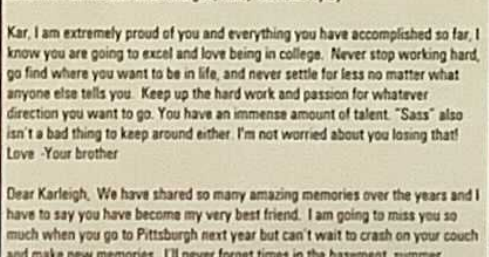 Kar, I am extremely proud of you and everything you have accomplished so far, I
know you are going to excel and love being in college. Never stop working hard,
go find where you want to be in life, and never settle for less no matter what
anyone else tells you. Keep up the hard work and passion for whatever
direction you want to go. You have an immense amount of talent. "Sass" also
isn't a bad thing to keep around either. I'm not worried about you losing that!
Love -Your brother
Dear Karleigh, We have shared so many amazing memories over the years and I
have to say you have become my very best friend. I am going to miss you so
much when you go to Pittsburgh next year but can't wait to crash on your couch
and make new memories. I'll never forget times in the basement, summer